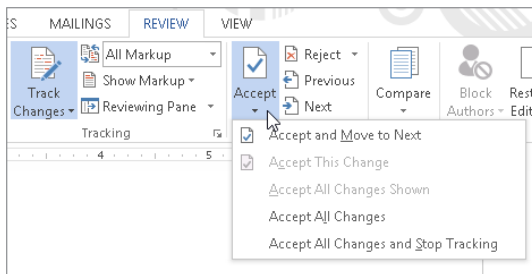 S MAILINGS REVIEW VIEW
Track Changes
All Markup
Show Markup
Reviewing Pane
Tracking
Accept
Reject
Previous
Next
Compare
Block Authors
Rest
Edit
4 5
Accept and Move to Next
Accept This Change
Accept All Changes Shown
Accept All Changes
Accept All Changes and Stop Tracking